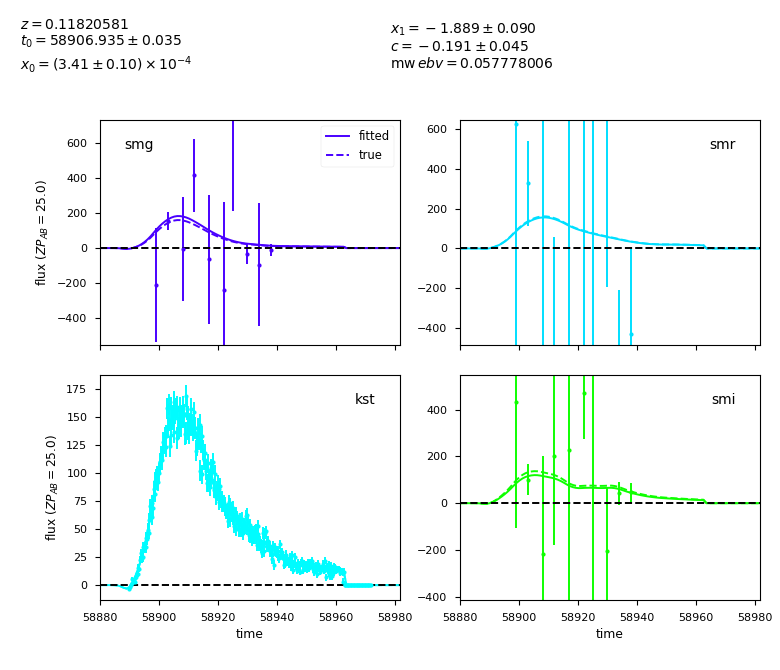 z = 0.11820581
t₀ = 58906.935 ± 0.035
x₀ = (3.41 ± 0.10) × 10⁻⁴
x₁ = −1.889 ± 0.090
c = −0.191 ± 0.045
mw ebv = 0.057778006
smg
fitted
true
600
400
200
0
−200
−400
flux (ZP_AB = 25.0)
smr
600
400
200
0
−200
−400
kst
175
150
125
100
75
50
25
0
flux (ZP_AB = 25.0)
58880 58900 58920 58940 58960 58980
time
smi
400
200
0
−200
−400
58880 58900 58920 58940 58960 58980
time